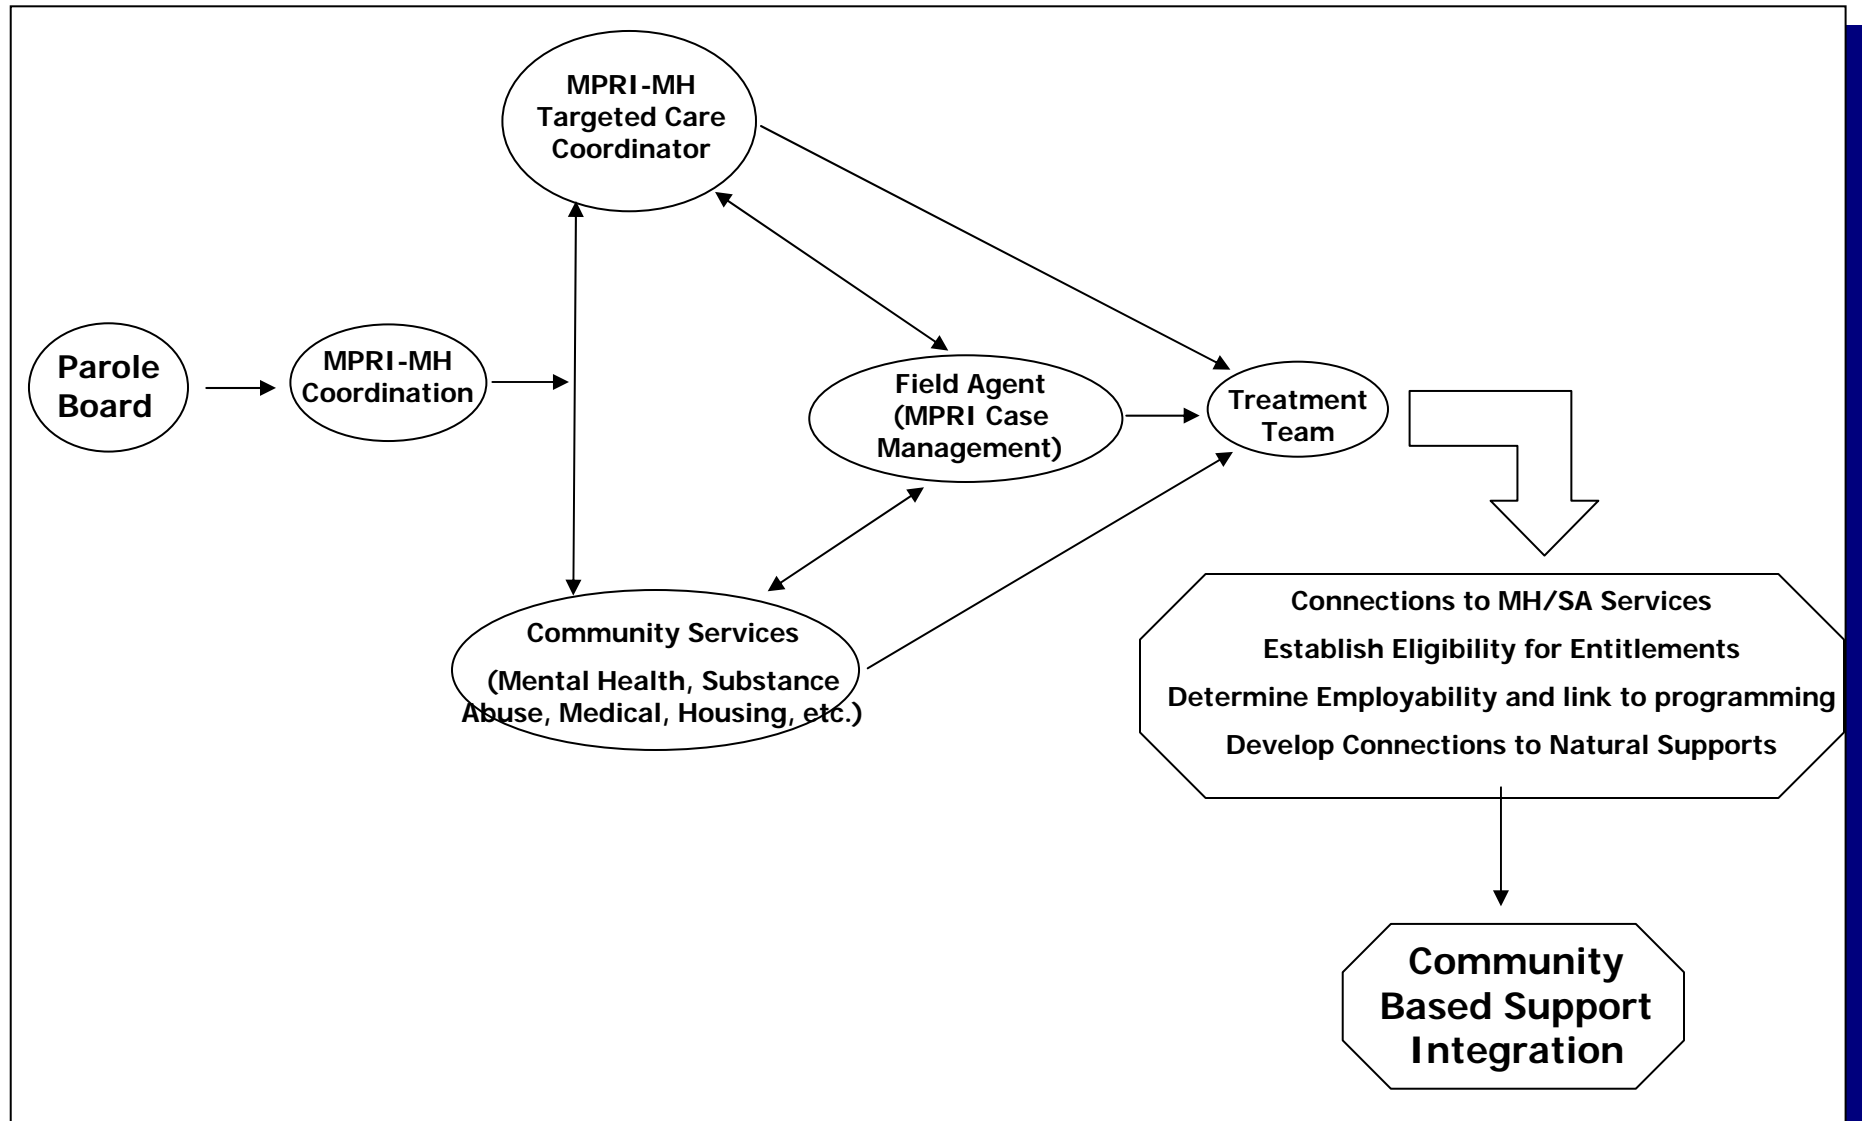 MPRI-MH
Targeted Care
Coordinator
Parole
Board
MPRI-MH
Coordination
Field Agent
(MPRI Case
Management)
Treatment
Team
Community Services
(Mental Health, Substance
Abuse, Medical, Housing, etc.)
Connections to MH/SA Services
Establish Eligibility for Entitlements
Determine Employability and link to programming
Develop Connections to Natural Supports
Community
Based Support
Integration